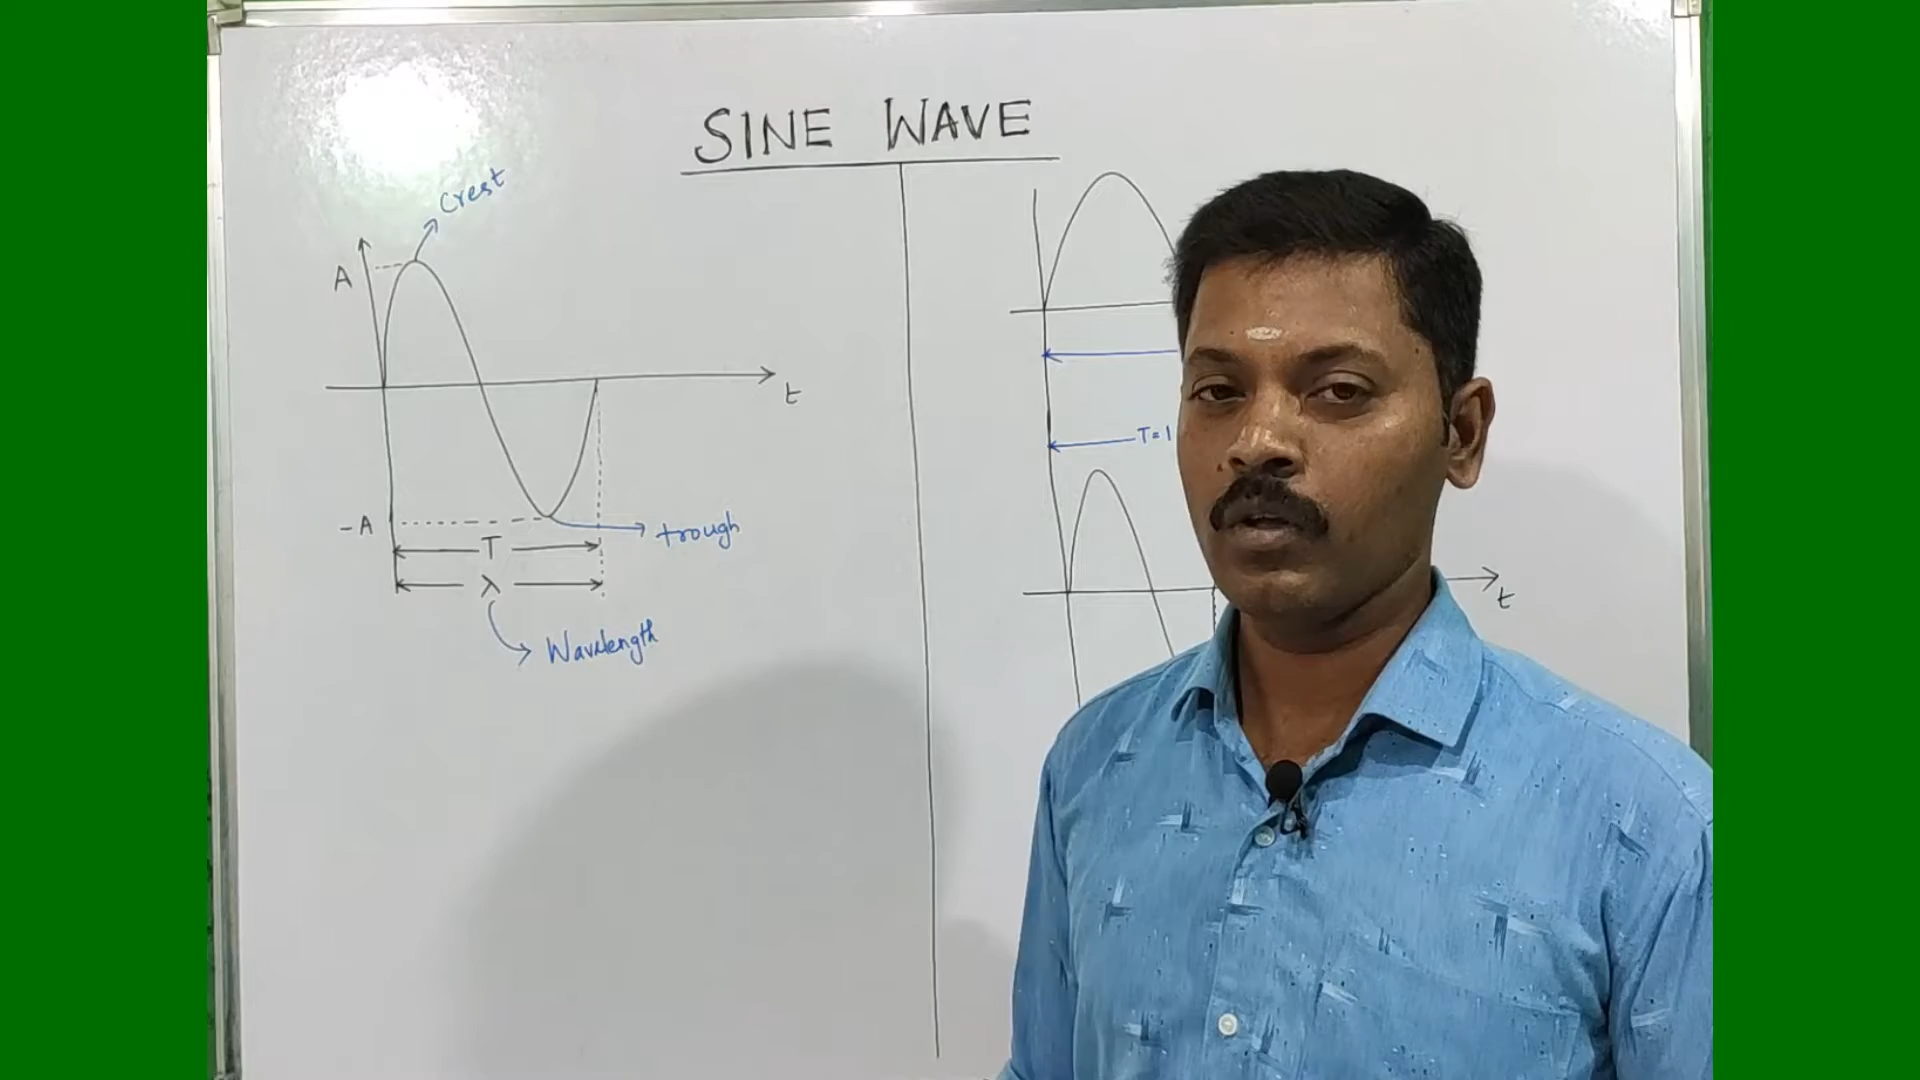 SINE WAVE
Crest
A
t
-A
trough
T
λ
Wavelength
T=1
t